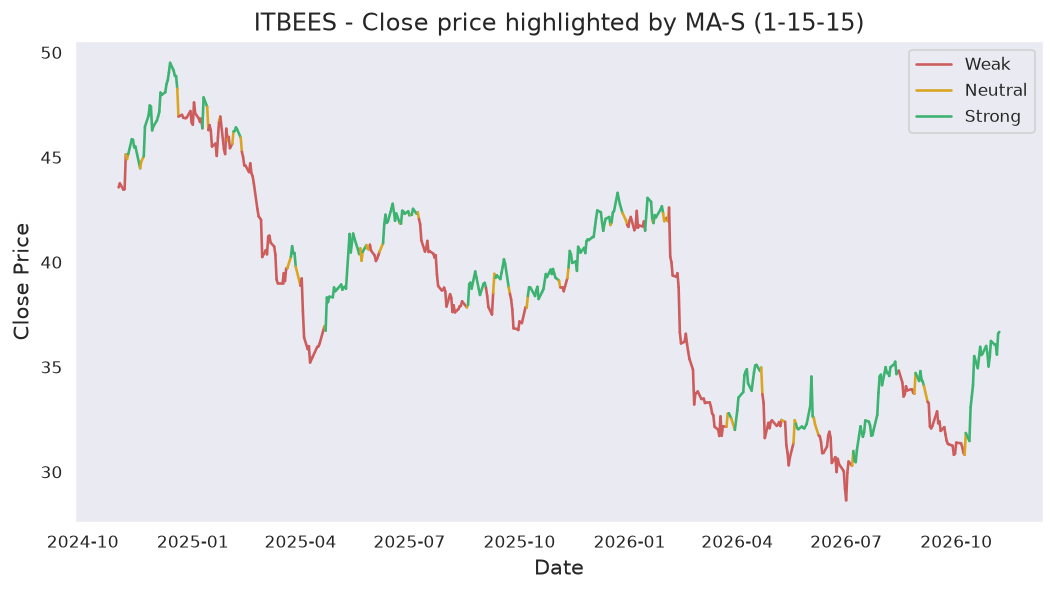 ITBEES - Close price highlighted by MA-S (1-15-15)
Weak
Neutral
Strong
Close Price
50
45
40
35
30
2024-10 2025-01 2025-04 2025-07 2025-10 2026-01 2026-04 2026-07 2026-10
Date